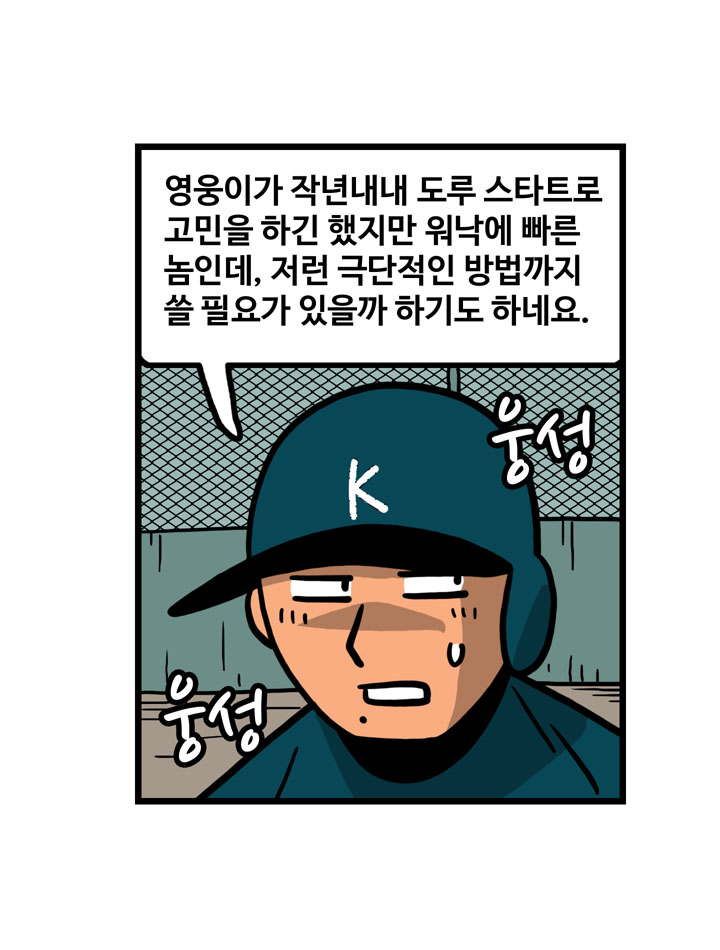 영웅이가 작년내내 도루 스타트로
고민을 하긴 했지만 워낙에 빠른
놈인데, 저런 극단적인 방법까지
쓸 필요가 있을까 하기도 하네요.
웅성
K
웅성